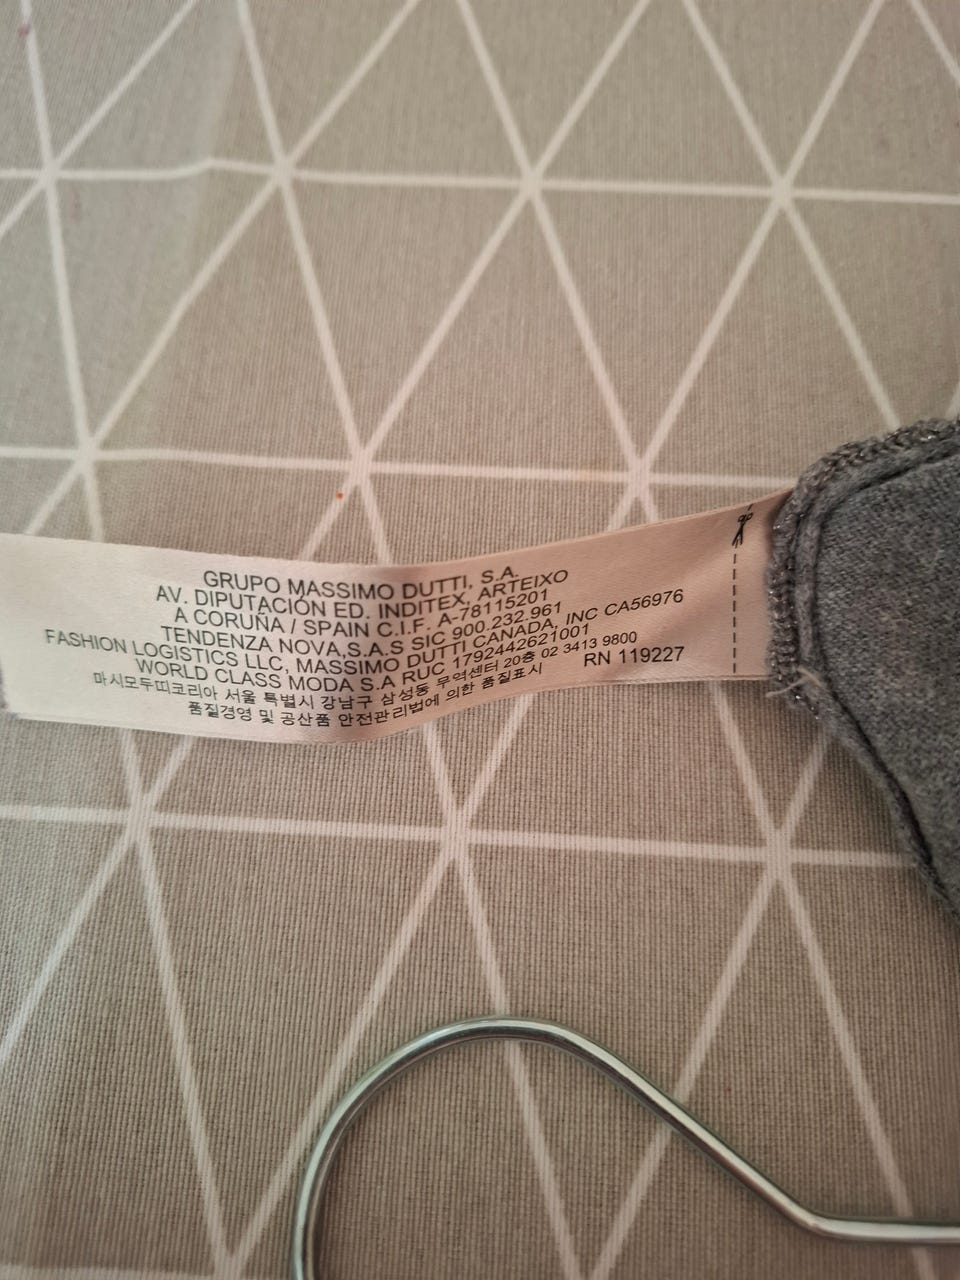 GRUPO MASSIMO DUTTI, S.A.
AV. DIPUTACIÓN ED. INDITEX, ARTEIXO
A CORUÑA / SPAIN C.I.F. A-78115201
TENDENZA NOVA,S.A.S SIC 900.232.961
FASHION LOGISTICS LLC, MASSIMO DUTTI CANADA, INC CA56976
WORLD CLASS MODA S.A RUC 1792442621001
마시모두띠코리아 서울 특별시 강남구 삼성동 무역센터 20층 02 3413 9800
품질경영 및 공산품 안전관리법에 의한 품질표시 RN 119227